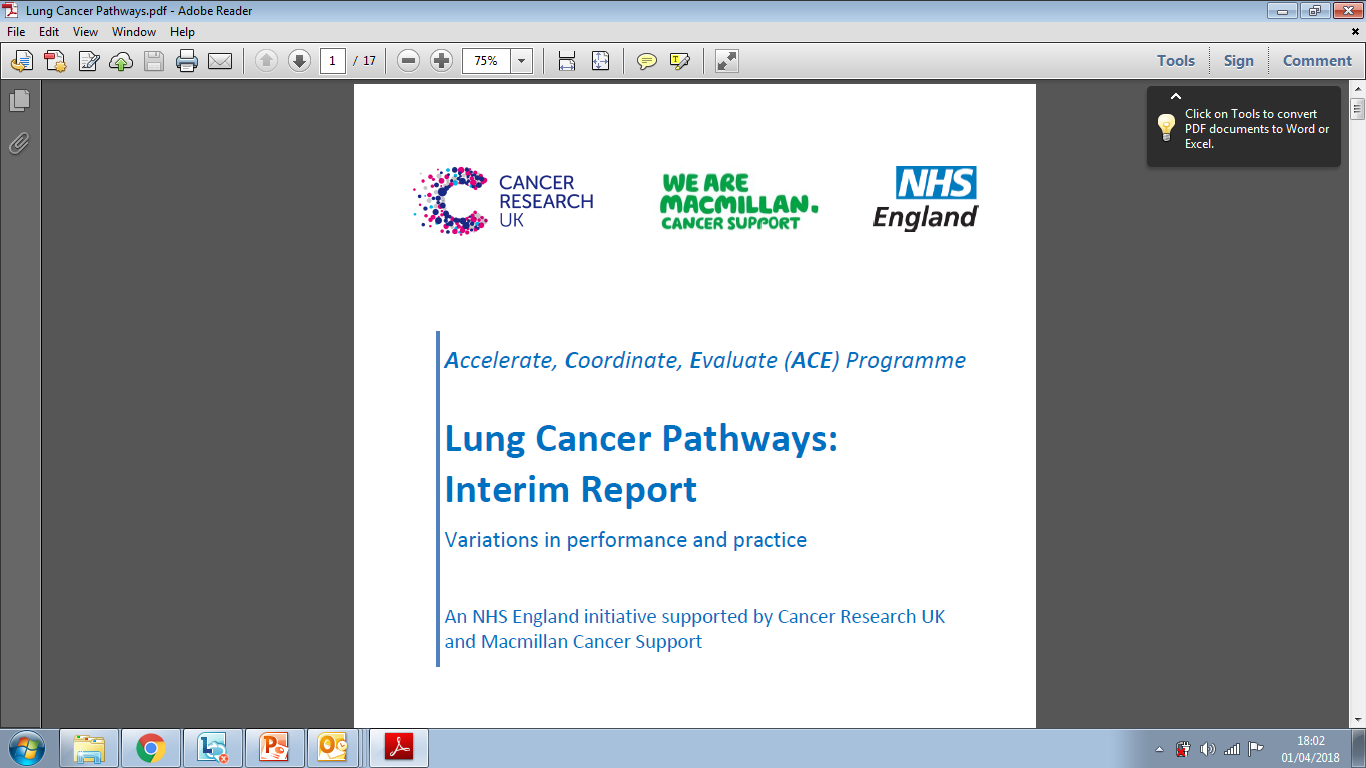 Lung Cancer Pathways.pdf - Adobe Reader
File Edit View Window Help
1 / 17 75% Tools Sign Comment
Click on Tools to convert
PDF documents to Word or
Excel.
CANCER
RESEARCH
UK
WE ARE
MACMILLAN.
CANCER SUPPORT
NHS
England
Accelerate, Coordinate, Evaluate (ACE) Programme
Lung Cancer Pathways:
Interim Report
Variations in performance and practice
An NHS England initiative supported by Cancer Research UK
and Macmillan Cancer Support
18:02
01/04/2018